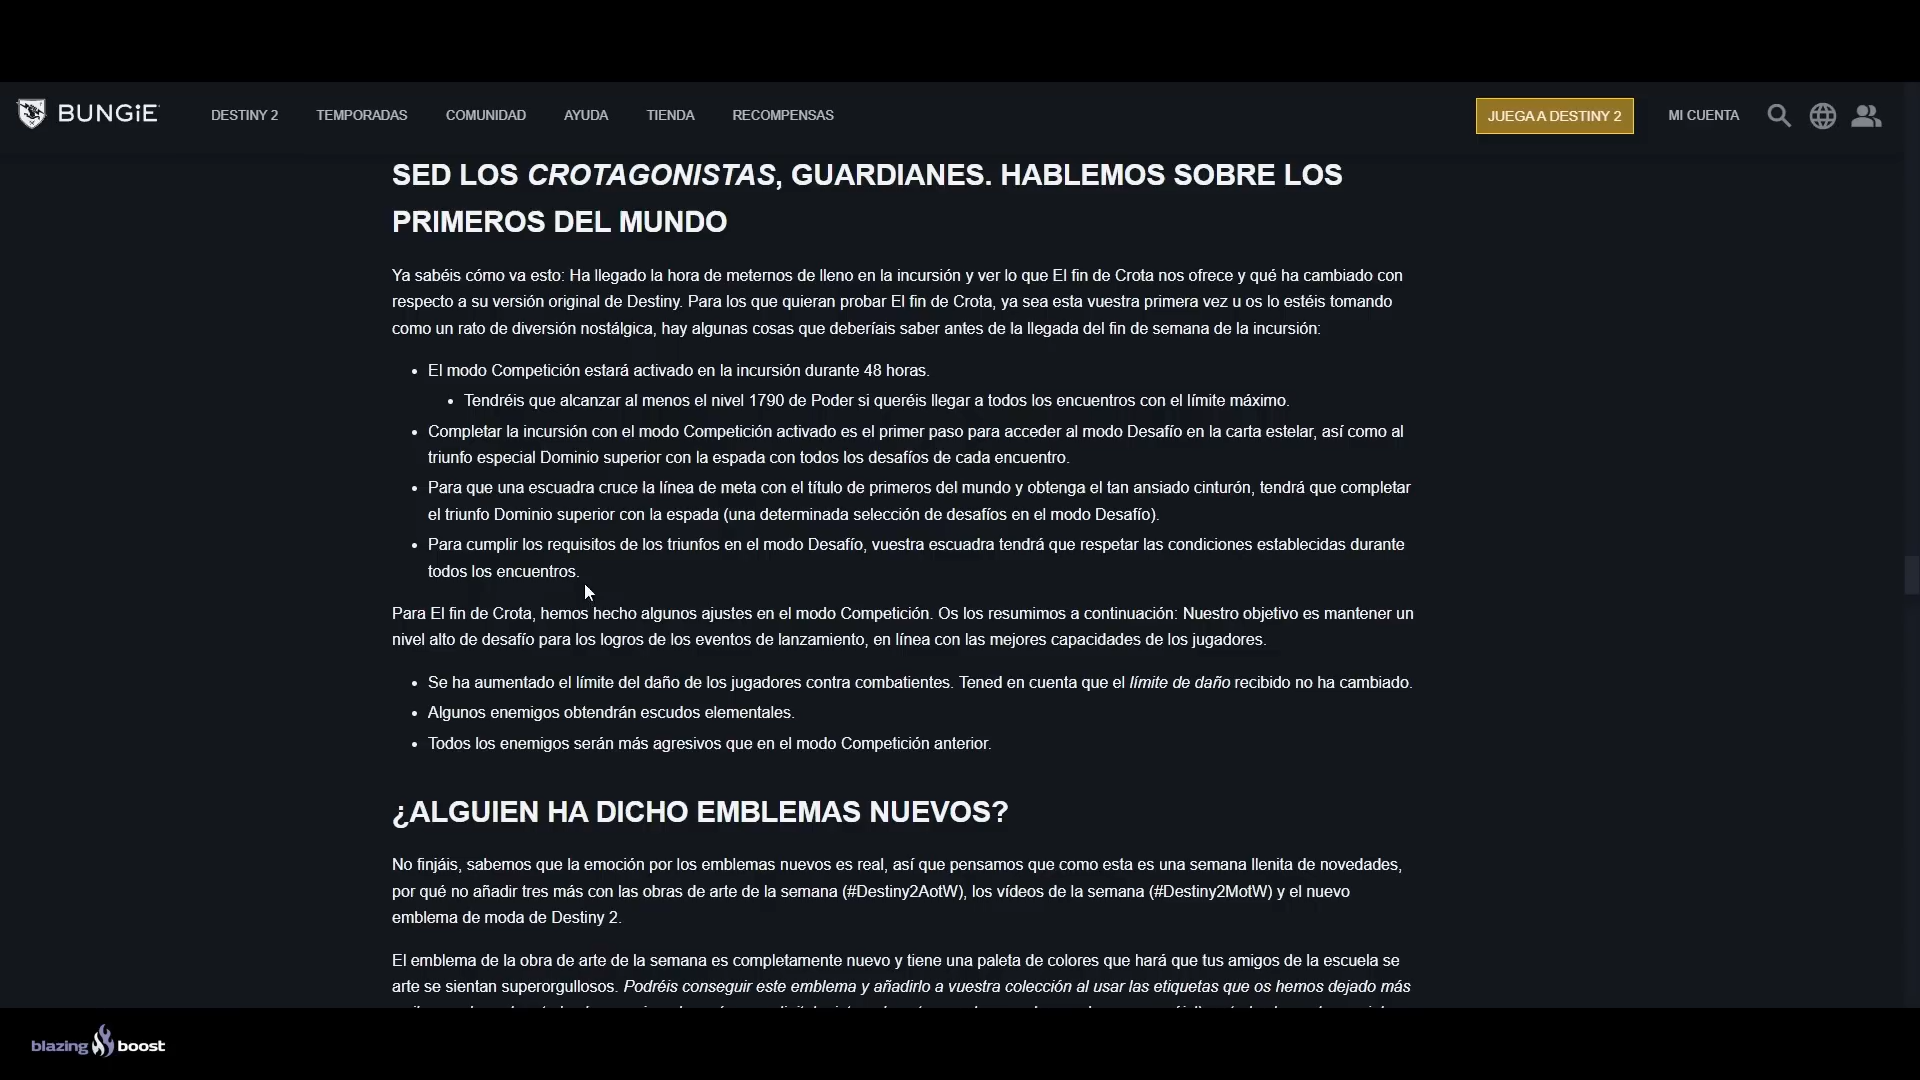 BUNGiE
DESTINY 2
TEMPORADAS
COMUNIDAD
AYUDA
TIENDA
RECOMPENSAS
JUEGA A DESTINY 2
MI CUENTA
SED LOS CROTAGONISTAS, GUARDIANES. HABLEMOS SOBRE LOS
PRIMEROS DEL MUNDO
Ya sabéis cómo va esto: Ha llegado la hora de meternos de lleno en la incursión y ver lo que El fin de Crota nos ofrece y qué ha cambiado con
respecto a su versión original de Destiny. Para los que quieran probar El fin de Crota, ya sea esta vuestra primera vez u os lo estéis tomando
como un rato de diversión nostálgica, hay algunas cosas que deberíais saber antes de la llegada del fin de semana de la incursión:
• El modo Competición estará activado en la incursión durante 48 horas.
• Tendréis que alcanzar al menos el nivel 1790 de Poder si queréis llegar a todos los encuentros con el límite máximo.
• Completar la incursión con el modo Competición activado es el primer paso para acceder al modo Desafío en la carta estelar, así como al
triunfo especial Dominio superior con la espada con todos los desafíos de cada encuentro.
• Para que una escuadra cruce la línea de meta con el título de primeros del mundo y obtenga el tan ansiado cinturón, tendrá que completar
el triunfo Dominio superior con la espada (una determinada selección de desafíos en el modo Desafío).
• Para cumplir los requisitos de los triunfos en el modo Desafío, vuestra escuadra tendrá que respetar las condiciones establecidas durante
todos los encuentros.
Para El fin de Crota, hemos hecho algunos ajustes en el modo Competición. Os los resumimos a continuación: Nuestro objetivo es mantener un
nivel alto de desafío para los logros de los eventos de lanzamiento, en línea con las mejores capacidades de los jugadores.
• Se ha aumentado el límite del daño de los jugadores contra combatientes. Tened en cuenta que el límite de daño recibido no ha cambiado.
• Algunos enemigos obtendrán escudos elementales.
• Todos los enemigos serán más agresivos que en el modo Competición anterior.
¿ALGUIEN HA DICHO EMBLEMAS NUEVOS?
No finjáis, sabemos que la emoción por los emblemas nuevos es real, así que pensamos que como esta es una semana llenita de novedades,
por qué no añadir tres más con las obras de arte de la semana (#Destiny2AotW), los vídeos de la semana (#Destiny2MotW) y el nuevo
emblema de moda de Destiny 2.
El emblema de la obra de arte de la semana es completamente nuevo y tiene una paleta de colores que hará que tus amigos de la escuela se
arte se sientan superorgullosos. Podréis conseguir este emblema y añadirlo a vuestra colección al usar las etiquetas que os hemos dejado más
blazing boost